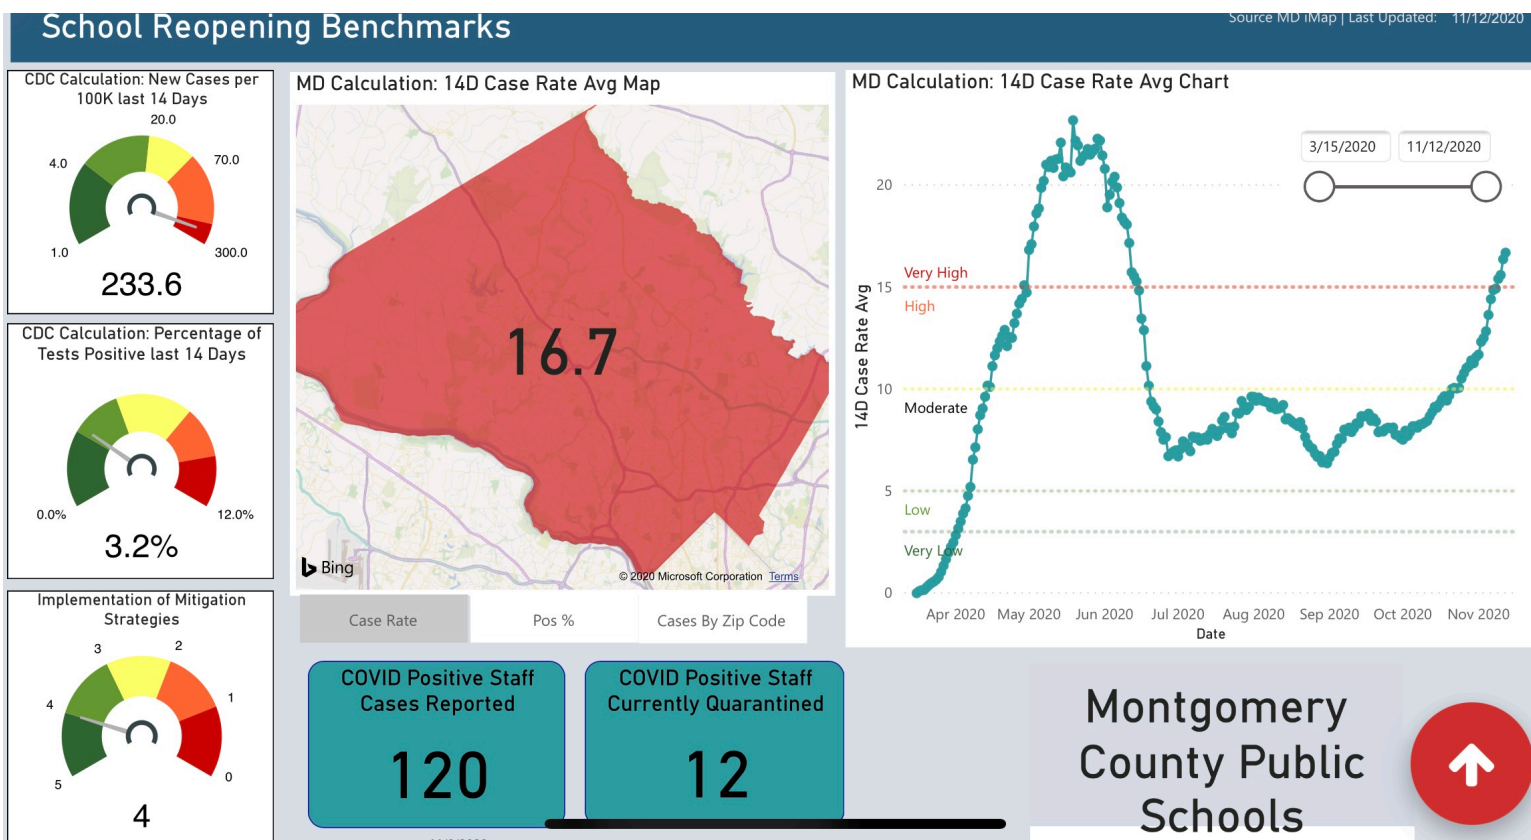 School Reopening Benchmarks
Source MD iMap | Last Updated: 11/12/2020
CDC Calculation: New Cases per
100K last 14 Days
20.0
4.0
70.0
1.0
300.0
233.6
CDC Calculation: Percentage of
Tests Positive last 14 Days
0.0%
12.0%
3.2%
Implementation of Mitigation
Strategies
3
2
4
1
5
0
4
MD Calculation: 14D Case Rate Avg Map
16.7
Bing
© 2020 Microsoft Corporation Terms
Case Rate
Pos %
Cases By Zip Code
COVID Positive Staff
Cases Reported
120
COVID Positive Staff
Currently Quarantined
12
MD Calculation: 14D Case Rate Avg Chart
3/15/2020
11/12/2020
14D Case Rate Avg
20
Very High
15
High
10
Moderate
5
Low
Very Low
0
Apr 2020 May 2020 Jun 2020 Jul 2020 Aug 2020 Sep 2020 Oct 2020 Nov 2020
Date
Montgomery
County Public
Schools